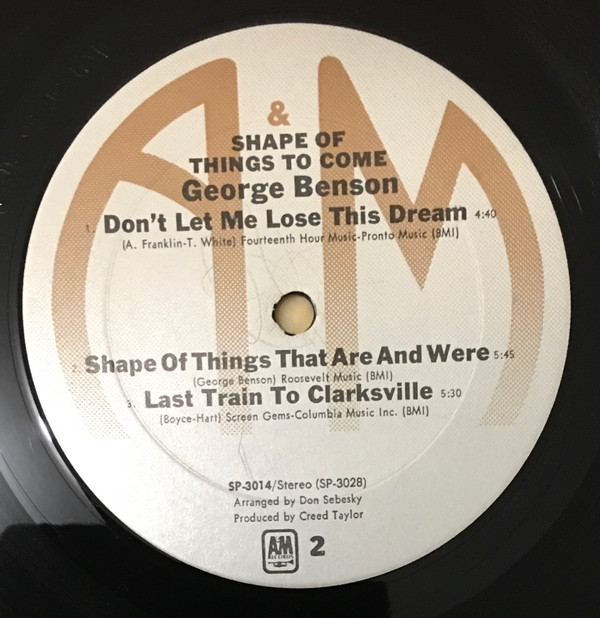 A&M
SHAPE OF
THINGS TO COME
George Benson
1. Don't Let Me Lose This Dream 4:40
(A. Franklin-T. White) Fourteenth Hour Music-Pronto Music (BMI)
2. Shape Of Things That Are And Were 5:45
(George Benson) Roosevelt Music (BMI)
3. Last Train To Clarksville 5:30
(Boyce-Hart) Screen Gems-Columbia Music Inc. (BMI)
SP-3014/Stereo (SP-3028)
Arranged by Don Sebesky
Produced by Creed Taylor
A&M RECORDS 2